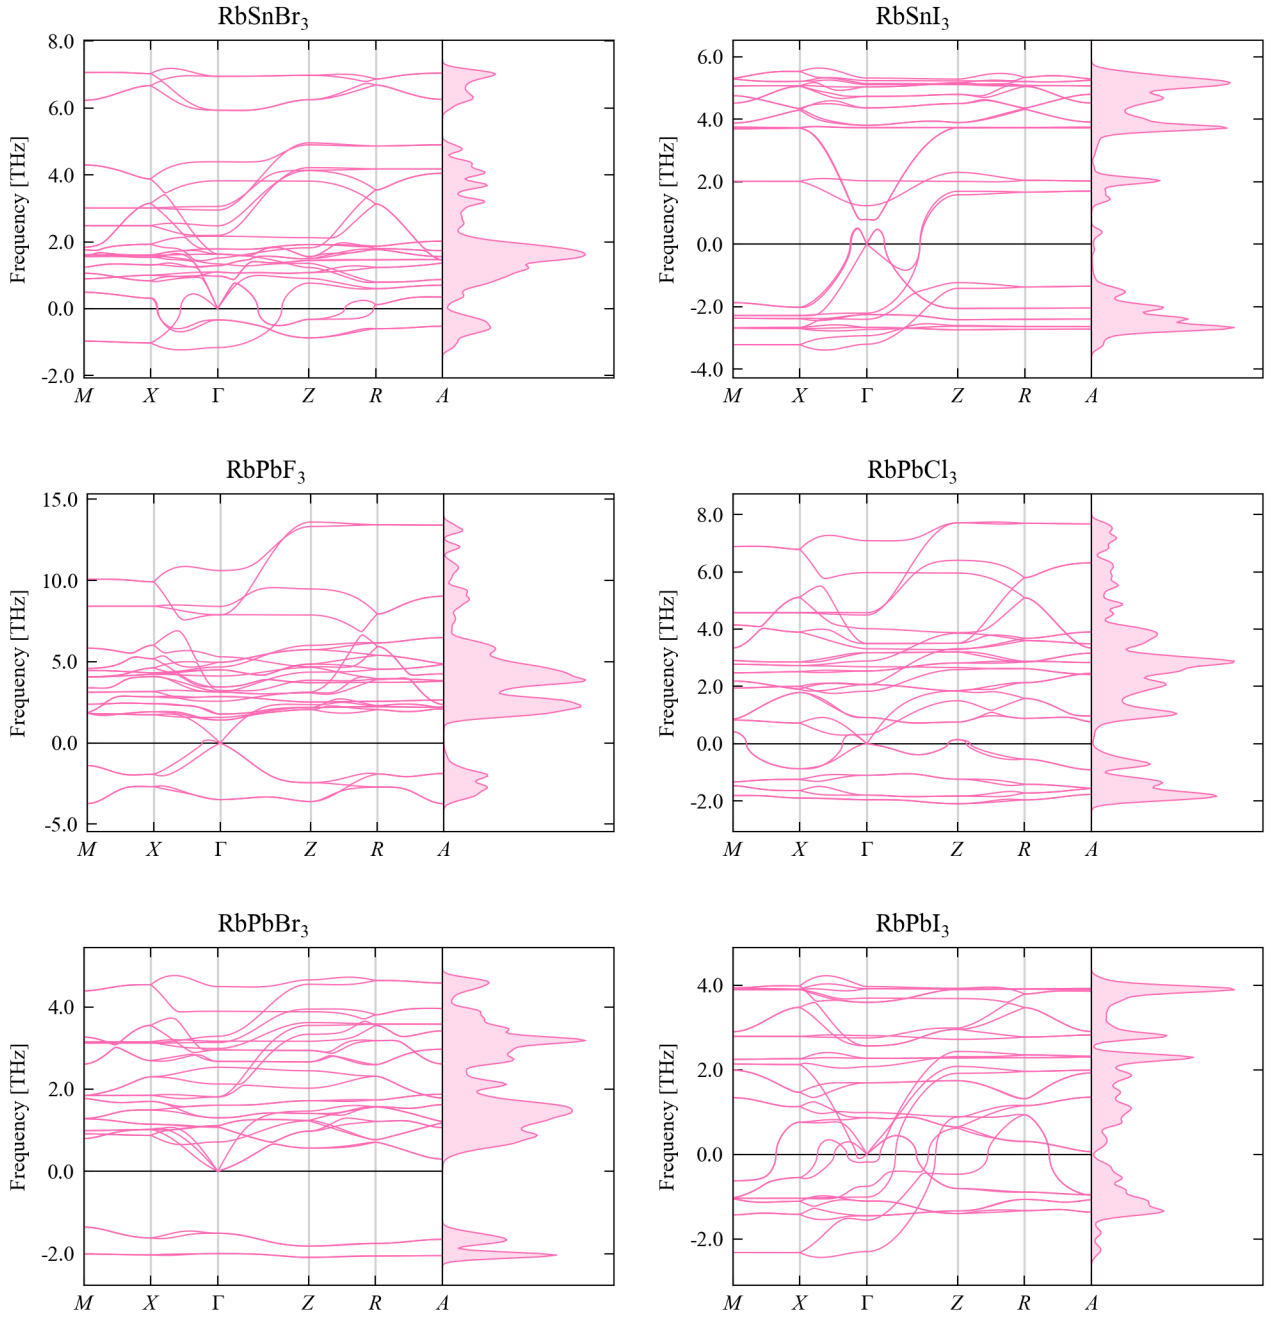 RbSnBr3
Frequency [THz]
8.0
6.0
4.0
2.0
0.0
-2.0
M X Γ Z R A
RbSnI3
Frequency [THz]
6.0
4.0
2.0
0.0
-2.0
-4.0
M X Γ Z R A
RbPbF3
Frequency [THz]
15.0
10.0
5.0
0.0
-5.0
M X Γ Z R A
RbPbCl3
Frequency [THz]
8.0
6.0
4.0
2.0
0.0
-2.0
M X Γ Z R A
RbPbBr3
Frequency [THz]
4.0
2.0
0.0
-2.0
M X Γ Z R A
RbPbI3
Frequency [THz]
4.0
2.0
0.0
-2.0
M X Γ Z R A